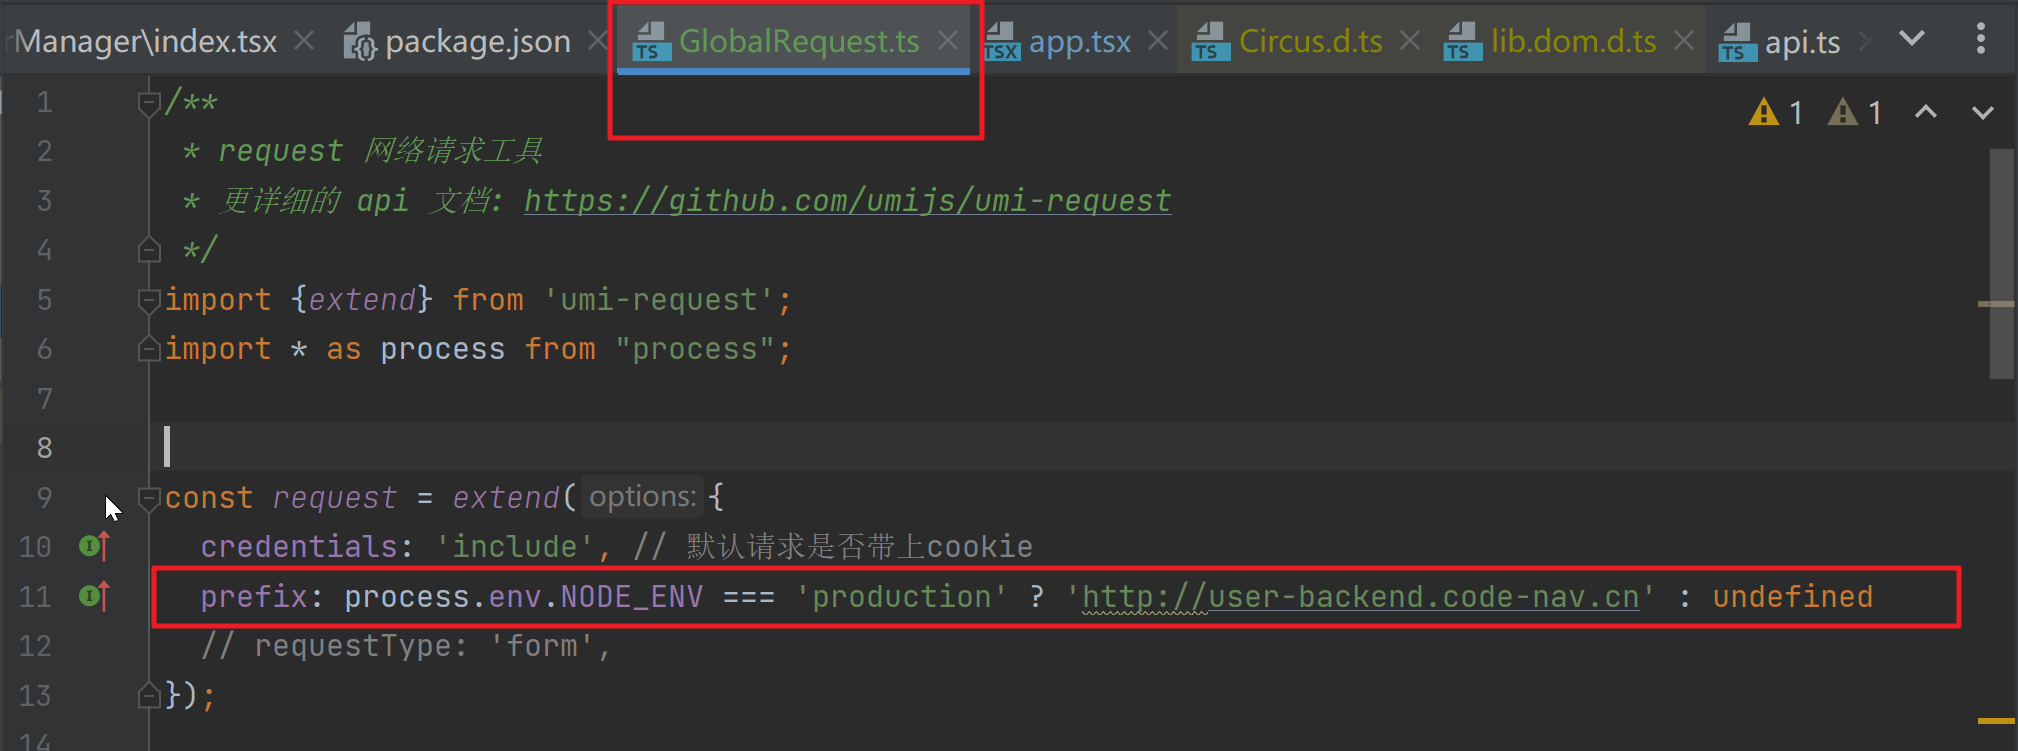 rManager\index.tsx package.json GlobalRequest.ts app.tsx Circus.d.ts lib.dom.d.ts api.ts
1 /**
2 * request 网络请求工具
3 * 更详细的 api 文档: https://github.com/umijs/umi-request
4 */
5 import {extend} from 'umi-request';
6 import * as process from "process";
7
8
9 const request = extend( options: {
10 credentials: 'include', // 默认请求是否带上cookie
11 prefix: process.env.NODE_ENV === 'production' ? 'http://user-backend.code-nav.cn' : undefined
12 // requestType: 'form',
13 });
14
1 1